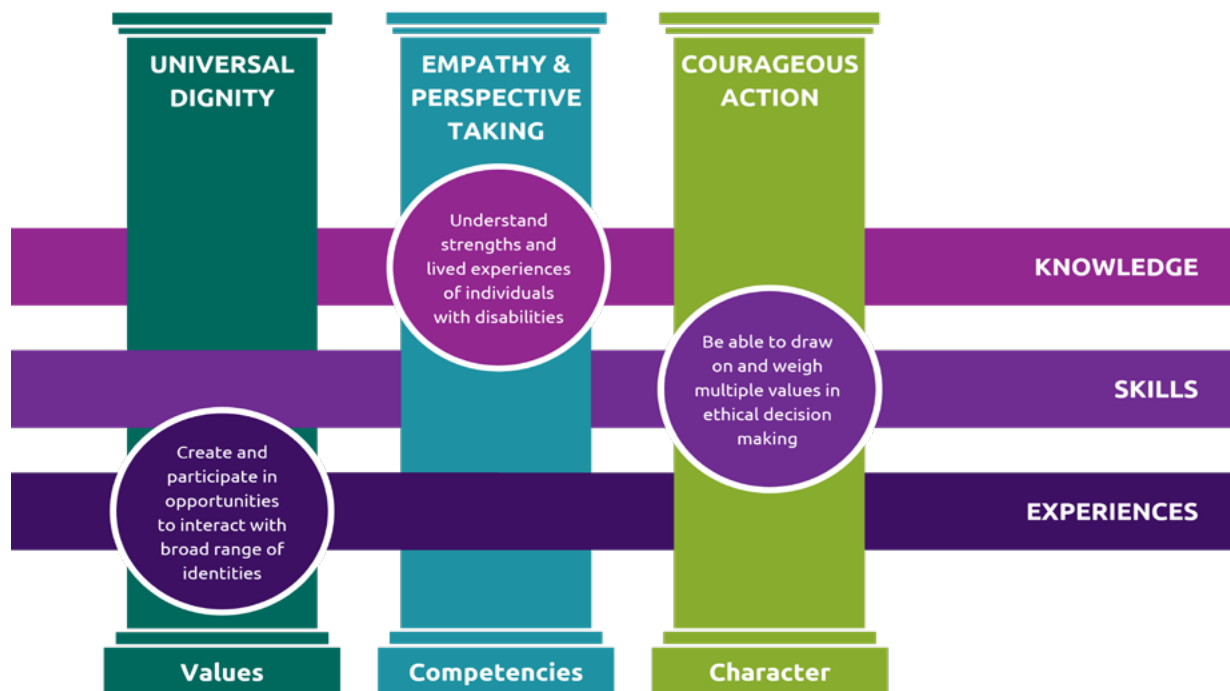 UNIVERSAL
DIGNITY
EMPATHY &
PERSPECTIVE
TAKING
COURAGEOUS
ACTION
Understand
strengths and
lived experiences
of individuals
with disabilities
KNOWLEDGE
Be able to draw
on and weigh
multiple values in
ethical decision
making
SKILLS
Create and
participate in
opportunities
to interact with
broad range of
identities
EXPERIENCES
Values
Competencies
Character